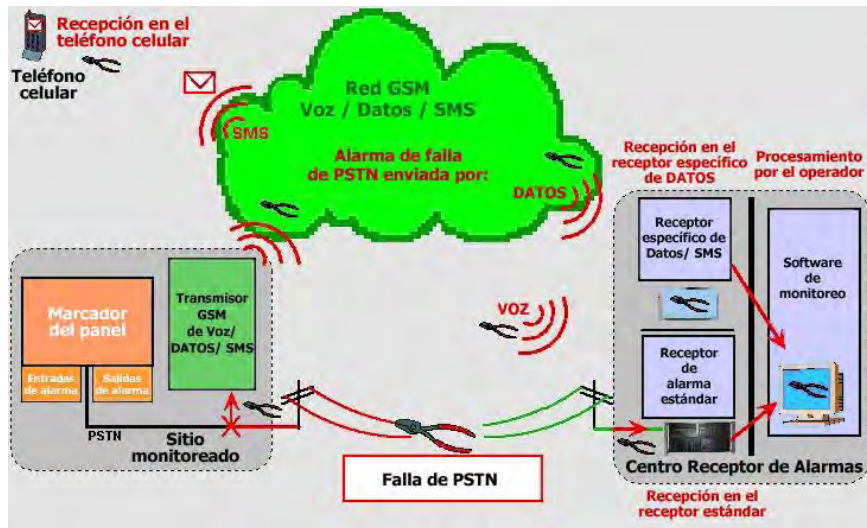 Recepción en el
teléfono celular
Teléfono
celular
Red GSM
Voz / Datos / SMS
SMS
Alarma de falla
de PSTN enviada por:
DATOS
Recepción en el
receptor específico
de DATOS
Procesamiento
por el operador
Receptor
específico de
Datos/ SMS
Software
de
monitoreo
Transmisor
GSM
de Voz/
DATOS/ SMS
Marcador
del panel
Entradas
de alarma
Salidas
de alarma
VOZ
Receptor
de
alarma
estándar
PSTN
Sitio
monitoreado
Falla de PSTN
Centro Receptor de Alarmas
Recepción en el
receptor estándar